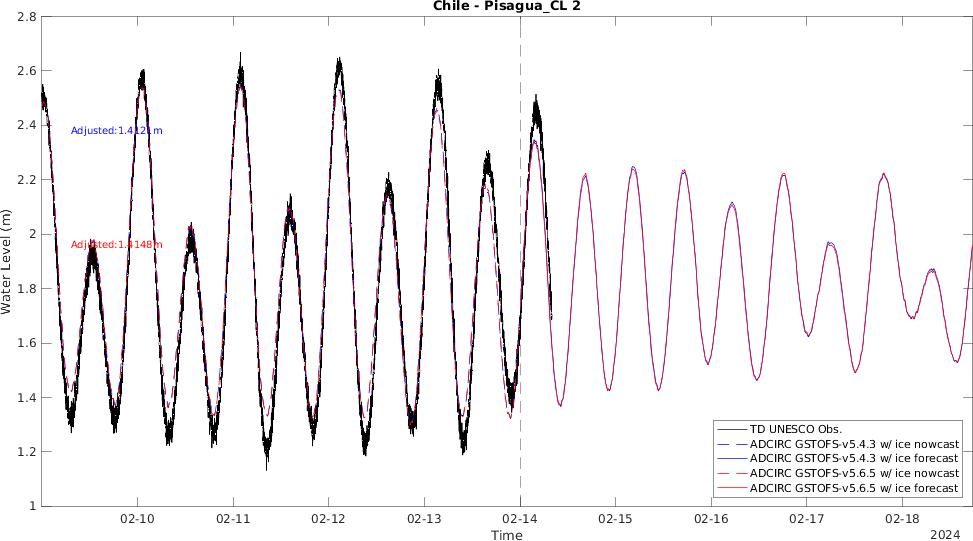 Chile - Pisagua_CL 2
2.8
2.6
2.4
2.2
2
1.8
1.6
1.4
1.2
1
Water Level (m)
Adjusted:1.4121m
Adjusted:1.4148m
TD UNESCO Obs.
ADCIRC GSTOFS-v5.4.3 w/ ice nowcast
ADCIRC GSTOFS-v5.4.3 w/ ice forecast
ADCIRC GSTOFS-v5.6.5 w/ ice nowcast
ADCIRC GSTOFS-v5.6.5 w/ ice forecast
02-10 02-11 02-12 02-13 02-14 02-15 02-16 02-17 02-18
Time
2024